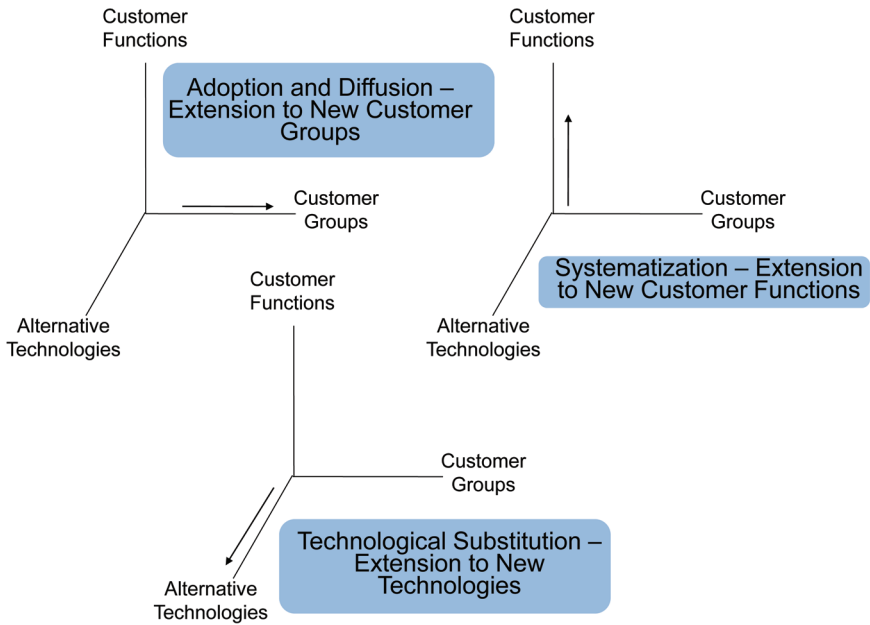 Customer
Functions
Adoption and Diffusion –
Extension to New Customer
Groups
Customer
Groups
Alternative
Technologies
Customer
Functions
Customer
Groups
Systematization – Extension
to New Customer Functions
Alternative
Technologies
Customer
Functions
Customer
Groups
Technological Substitution –
Extension to New
Technologies
Alternative
Technologies